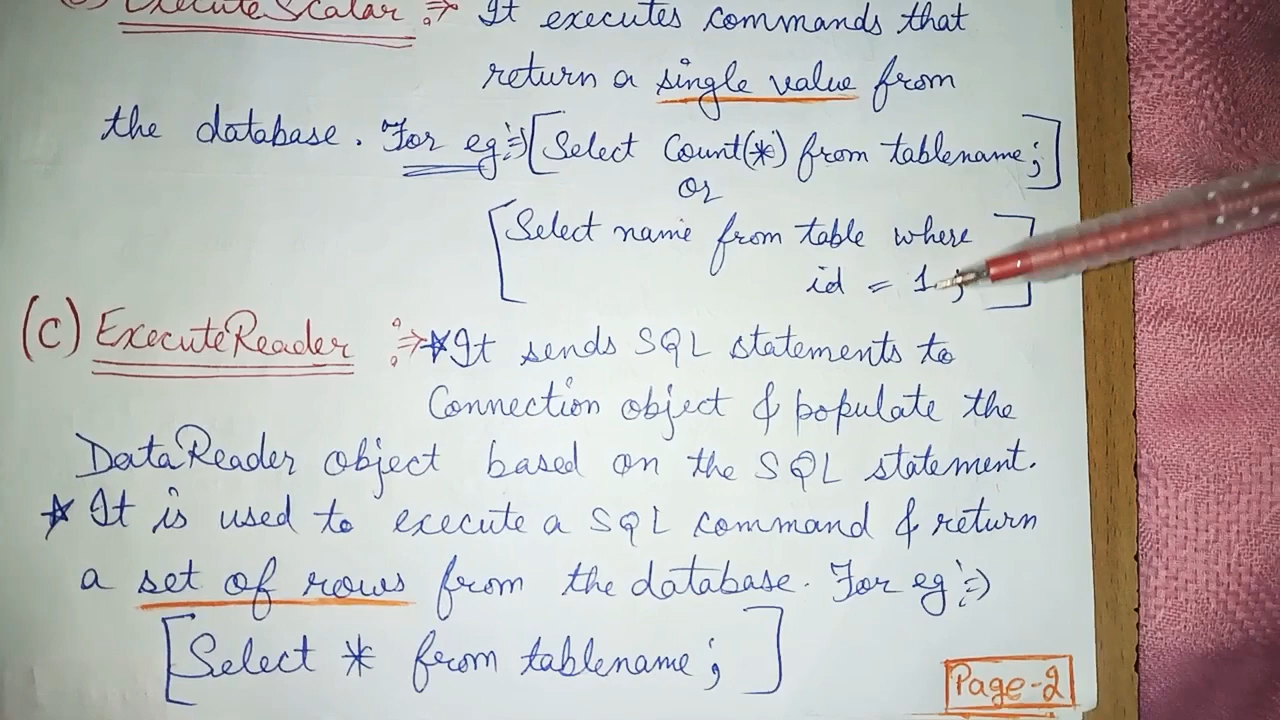 ExecuteScalar :⇒ It executes commands that
return a single value from
the database. For eg:⇒ [Select Count(*) from tablename;]
or
[Select name from table where
id = 1;]
(C) ExecuteReader :⇒ *It sends SQL statements to
Connection object & populate the
DataReader object based on the SQL statement.
* It is used to execute a SQL command & return
a set of rows from the database. For eg:⇒
[Select * from tablename;]
Page-2